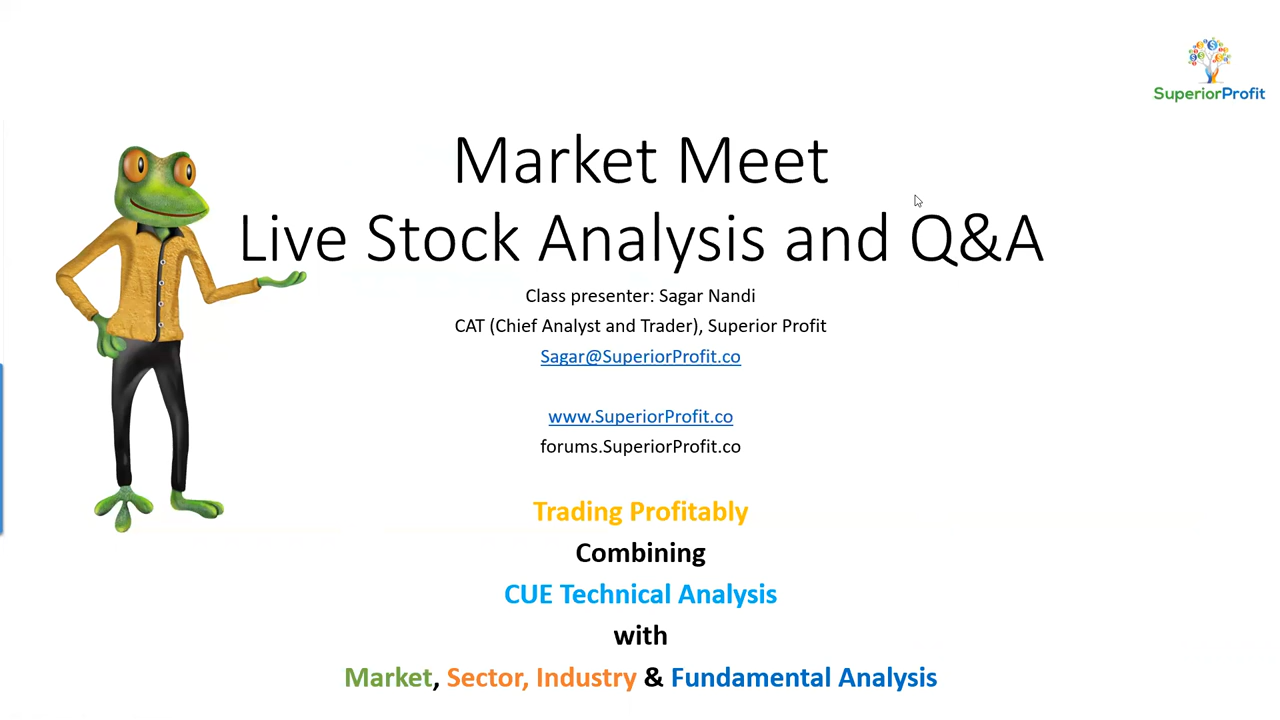 SuperiorProfit
Market Meet
Live Stock Analysis and Q&A
Class presenter: Sagar Nandi
CAT (Chief Analyst and Trader), Superior Profit
Sagar@SuperiorProfit.co
www.SuperiorProfit.co
forums.SuperiorProfit.co
Trading Profitably
Combining
CUE Technical Analysis
with
Market, Sector, Industry & Fundamental Analysis